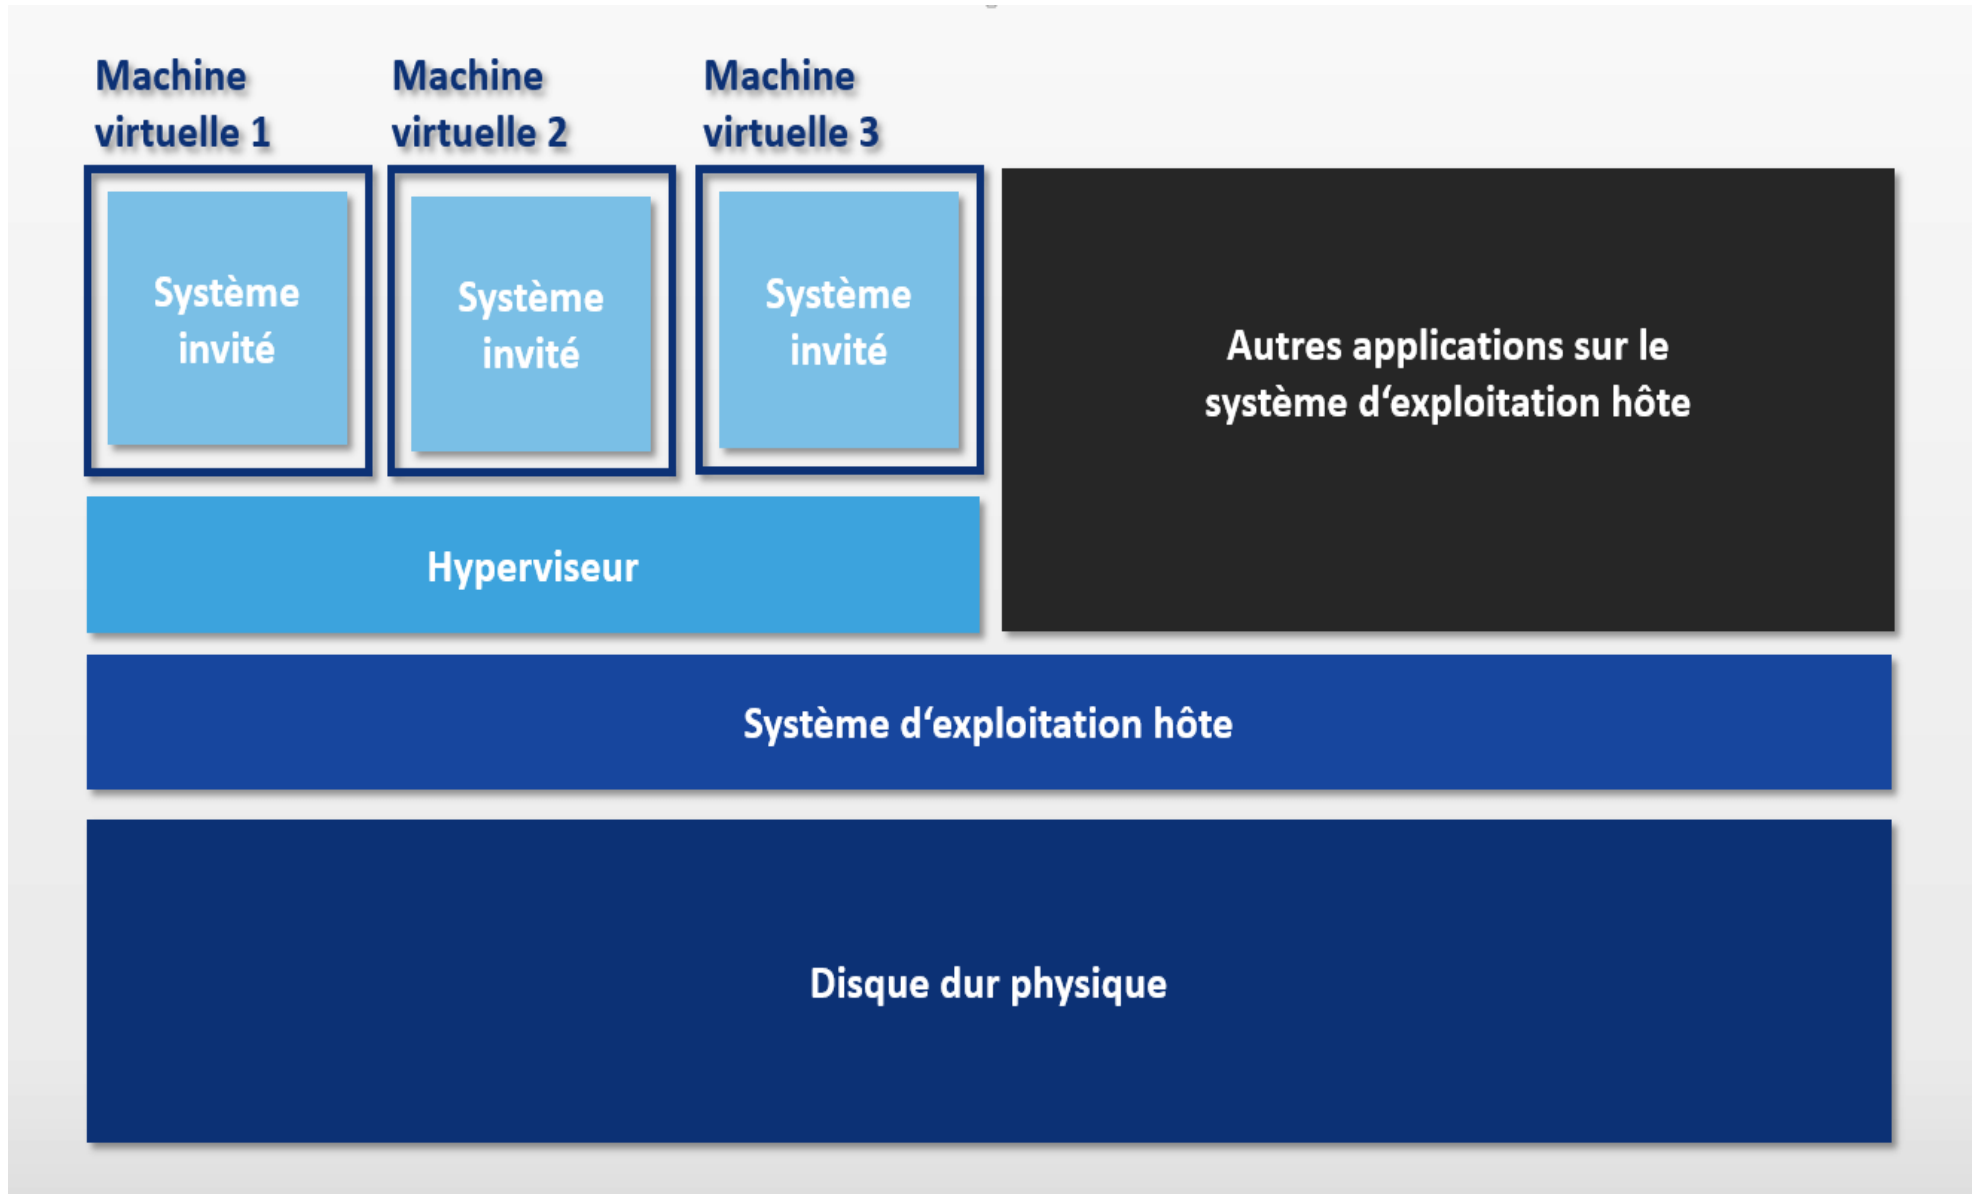 Machine
virtuelle 1
Machine
virtuelle 2
Machine
virtuelle 3
Système
invité
Système
invité
Système
invité
Autres applications sur le
système d‘exploitation hôte
Hyperviseur
Système d‘exploitation hôte
Disque dur physique